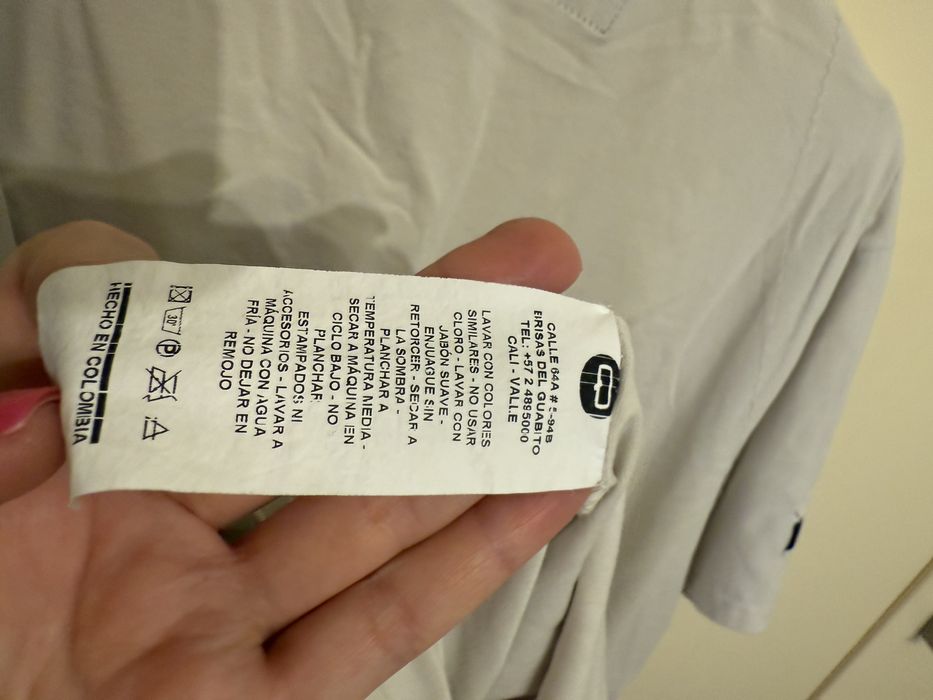 CALLE 64A # 5-94B
BRISAS DEL GUABITO
TEL: +57 2 4895000
CALI - VALLE
LAVAR CON COLORES
SIMILARES - NO USAR
CLORO - LAVAR CON
JABÓN SUAVE -
ENJUAGUE SIN
RETORCER - SECAR A
LA SOMBRA -
PLANCHAR A
TEMPERATURA MEDIA -
SECAR A MÁQUINA EN
CICLO BAJO - NO
PLANCHAR
ESTAMPADOS NI
ACCESORIOS - LAVAR A
MÁQUINA CON AGUA
FRÍA - NO DEJAR EN
REMOJO
30°
P
HECHO EN COLOMBIA